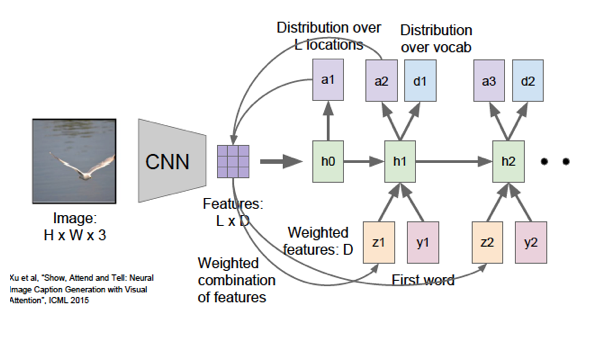 Distribution over
L locations
Distribution
over vocab
a1
a2
d1
a3
d2
CNN
h0
h1
h2
Image:
H x W x 3
Features:
L x D
Weighted
features: D
z1
y1
z2
y2
Weighted
combination
of features
First word
Xu et al, "Show, Attend and Tell: Neural
Image Caption Generation with Visual
Attention", ICML 2015